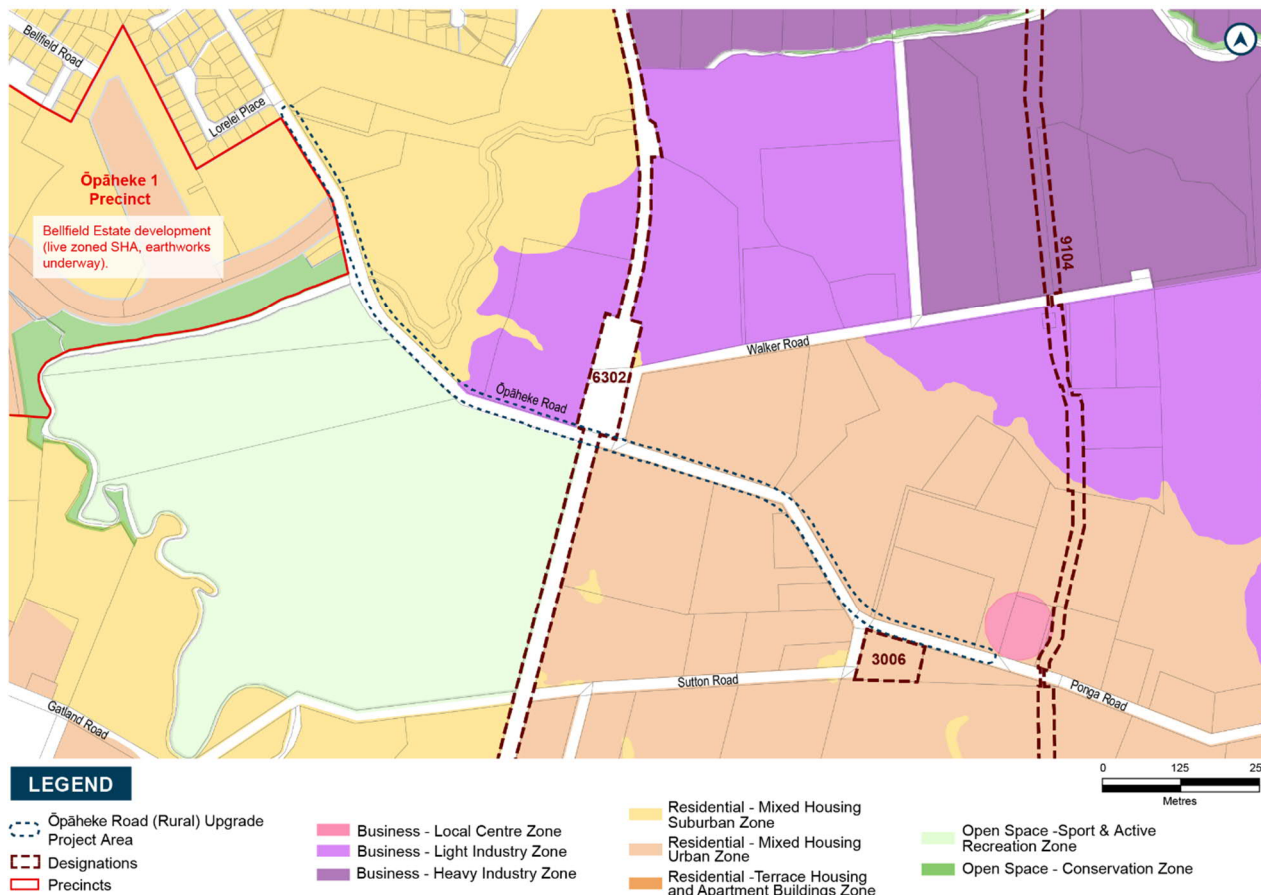 Bellfield Road
Lorelei Place
Ōpāheke 1
Precinct
Bellfield Estate development
(live zoned SHA, earthworks
underway).
9104
Walker Road
6302
Ōpāheke Road
3006
Sutton Road
Ponga Road
Gatland Road
LEGEND
Ōpāheke Road (Rural) Upgrade
Project Area
Designations
Precincts
Business - Local Centre Zone
Business - Light Industry Zone
Business - Heavy Industry Zone
Residential - Mixed Housing
Suburban Zone
Residential - Mixed Housing
Urban Zone
Residential -Terrace Housing
and Apartment Buildings Zone
Open Space -Sport & Active
Recreation Zone
Open Space - Conservation Zone
0 125 25
Metres